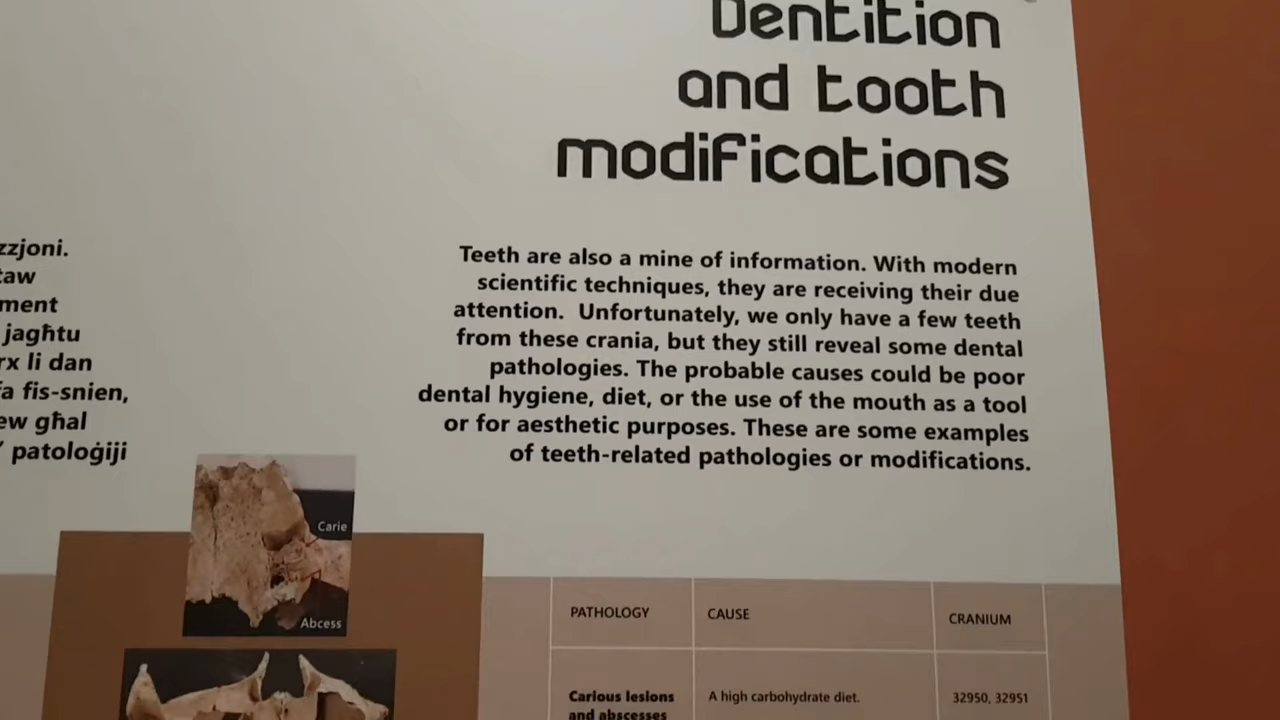 Dentition
and tooth
modifications
zzjoni.
taw
ment
jagħtu
rx li dan
fa fis-snien,
ew għal
' patoloġiji
Teeth are also a mine of information. With modern
scientific techniques, they are receiving their due
attention. Unfortunately, we only have a few teeth
from these crania, but they still reveal some dental
pathologies. The probable causes could be poor
dental hygiene, diet, or the use of the mouth as a tool
or for aesthetic purposes. These are some examples
of teeth-related pathologies or modifications.
Carie
Abcess
PATHOLOGY CAUSE CRANIUM
Carious lesions A high carbohydrate diet. 32950, 32951
and abscesses